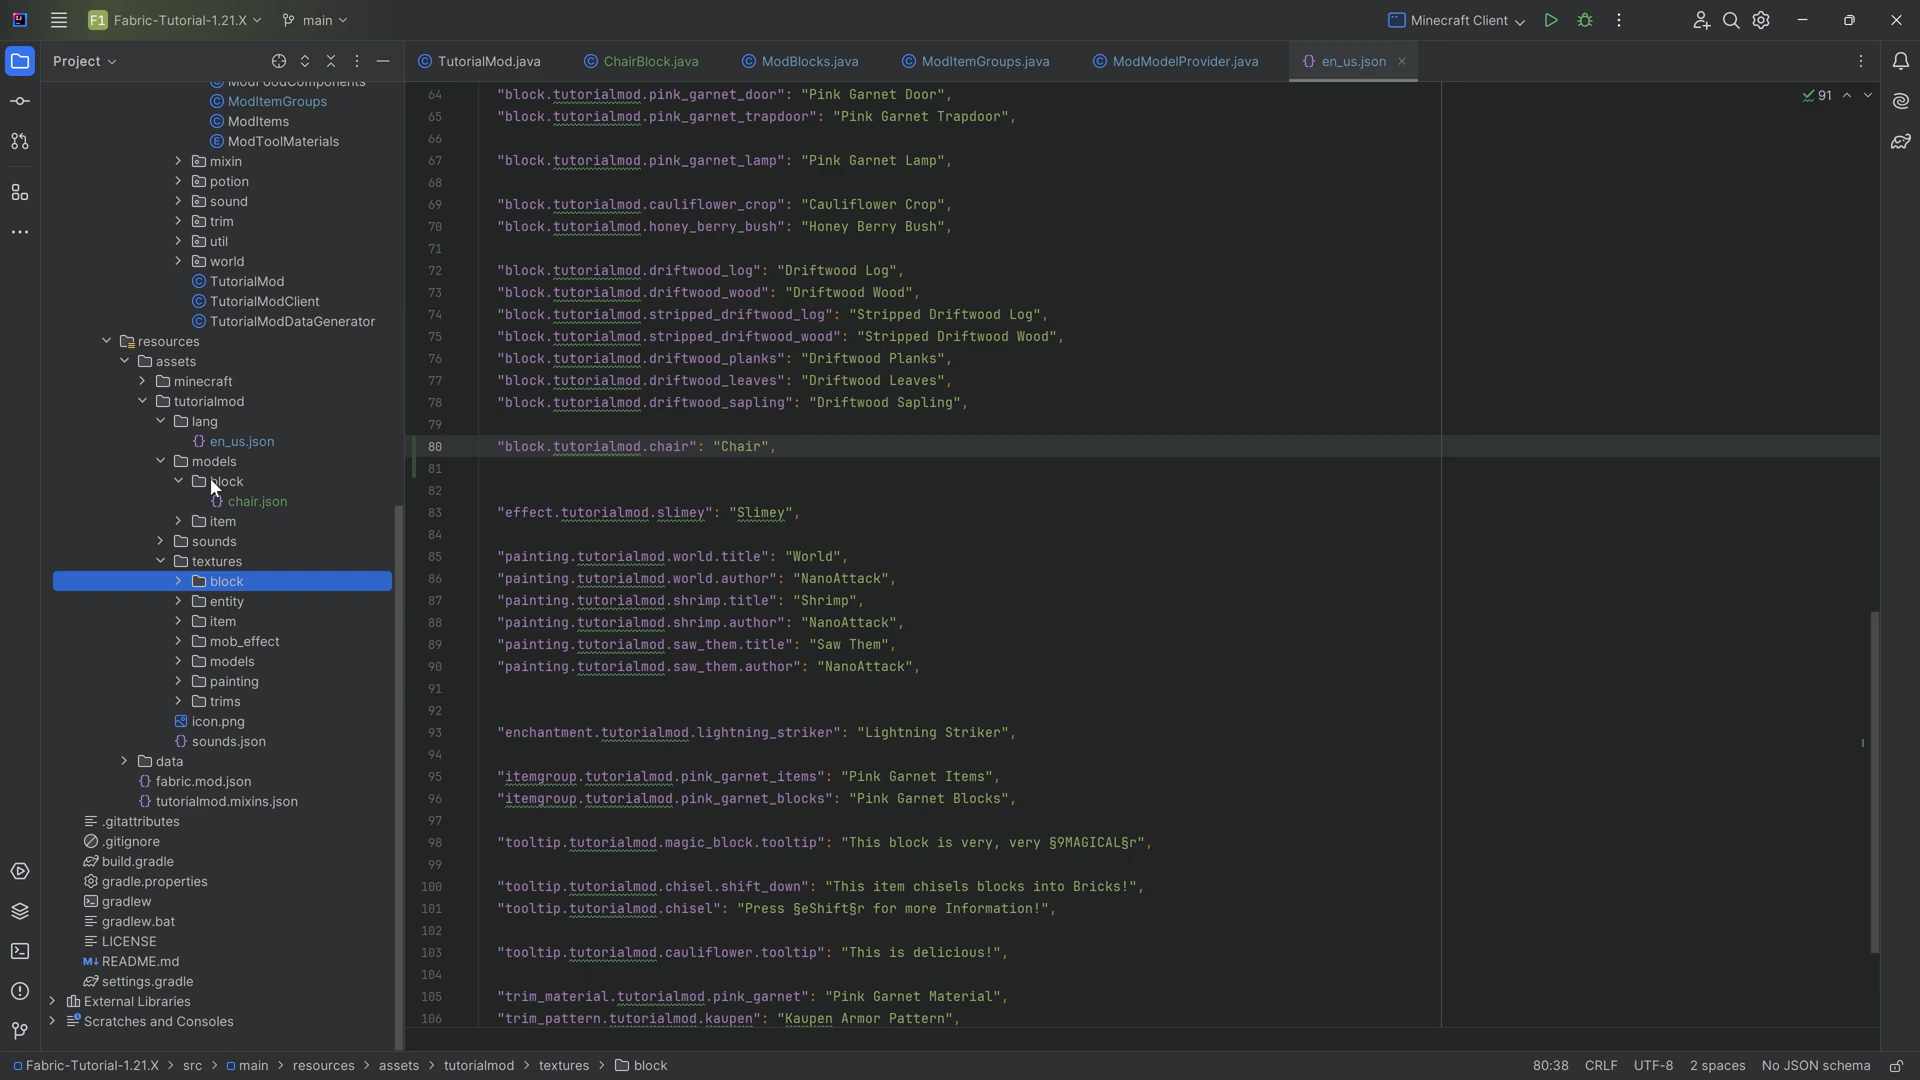 F1 Fabric-Tutorial-1.21.X main Minecraft Client
Project
TutorialMod.java ChairBlock.java ModBlocks.java ModItemGroups.java ModModelProvider.java {} en_us.json
ModFoodComponents
ModItemGroups
ModItems
ModToolMaterials
mixin
potion
sound
trim
util
world
TutorialMod
TutorialModClient
TutorialModDataGenerator
resources
assets
minecraft
tutorialmod
lang
{} en_us.json
models
block
{} chair.json
item
sounds
textures
block
entity
item
mob_effect
models
painting
trims
icon.png
{} sounds.json
data
{} fabric.mod.json
{} tutorialmod.mixins.json
.gitattributes
.gitignore
build.gradle
gradle.properties
gradlew
gradlew.bat
LICENSE
M↓ README.md
settings.gradle
External Libraries
Scratches and Consoles
91
64 "block.tutorialmod.pink_garnet_door": "Pink Garnet Door",
65 "block.tutorialmod.pink_garnet_trapdoor": "Pink Garnet Trapdoor",
66
67 "block.tutorialmod.pink_garnet_lamp": "Pink Garnet Lamp",
68
69 "block.tutorialmod.cauliflower_crop": "Cauliflower Crop",
70 "block.tutorialmod.honey_berry_bush": "Honey Berry Bush",
71
72 "block.tutorialmod.driftwood_log": "Driftwood Log",
73 "block.tutorialmod.driftwood_wood": "Driftwood Wood",
74 "block.tutorialmod.stripped_driftwood_log": "Stripped Driftwood Log",
75 "block.tutorialmod.stripped_driftwood_wood": "Stripped Driftwood Wood",
76 "block.tutorialmod.driftwood_planks": "Driftwood Planks",
77 "block.tutorialmod.driftwood_leaves": "Driftwood Leaves",
78 "block.tutorialmod.driftwood_sapling": "Driftwood Sapling",
79
80 "block.tutorialmod.chair": "Chair",
81
82
83 "effect.tutorialmod.slimey": "Slimey",
84
85 "painting.tutorialmod.world.title": "World",
86 "painting.tutorialmod.world.author": "NanoAttack",
87 "painting.tutorialmod.shrimp.title": "Shrimp",
88 "painting.tutorialmod.shrimp.author": "NanoAttack",
89 "painting.tutorialmod.saw_them.title": "Saw Them",
90 "painting.tutorialmod.saw_them.author": "NanoAttack",
91
92
93 "enchantment.tutorialmod.lightning_striker": "Lightning Striker",
94
95 "itemgroup.tutorialmod.pink_garnet_items": "Pink Garnet Items",
96 "itemgroup.tutorialmod.pink_garnet_blocks": "Pink Garnet Blocks",
97
98 "tooltip.tutorialmod.magic_block.tooltip": "This block is very, very §9MAGICAL§r",
99
100 "tooltip.tutorialmod.chisel.shift_down": "This item chisels blocks into Bricks!",
101 "tooltip.tutorialmod.chisel": "Press §eShift§r for more Information!",
102
103 "tooltip.tutorialmod.cauliflower.tooltip": "This is delicious!",
104
105 "trim_material.tutorialmod.pink_garnet": "Pink Garnet Material",
106 "trim_pattern.tutorialmod.kaupen": "Kaupen Armor Pattern",
Fabric-Tutorial-1.21.X > src > main > resources > assets > tutorialmod > textures > block 80:38 CRLF UTF-8 2 spaces No JSON schema